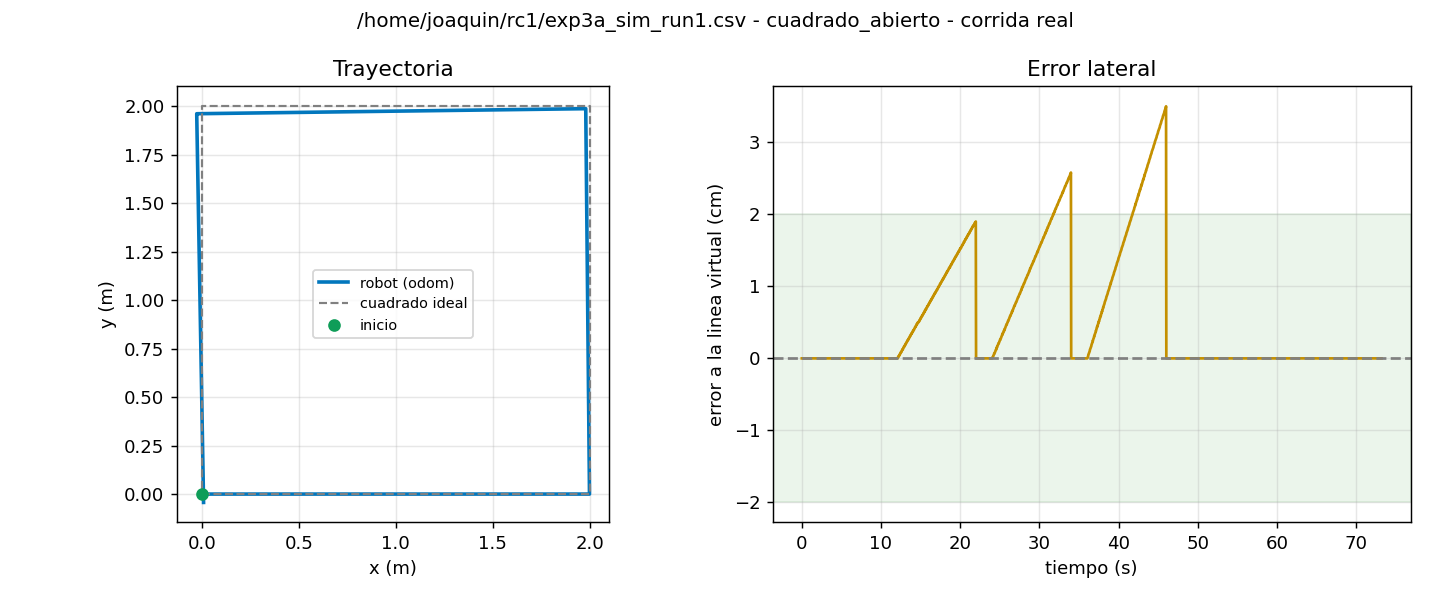 /home/joaquin/rc1/exp3a_sim_run1.csv - cuadrado_abierto - corrida real
Trayectoria
y (m)
2.00
1.75
1.50
1.25
1.00
0.75
0.50
0.25
0.00
robot (odom)
cuadrado ideal
inicio
0.0 0.5 1.0 1.5 2.0
x (m)
Error lateral
error a la linea virtual (cm)
3
2
1
0
−1
−2
0 10 20 30 40 50 60 70
tiempo (s)